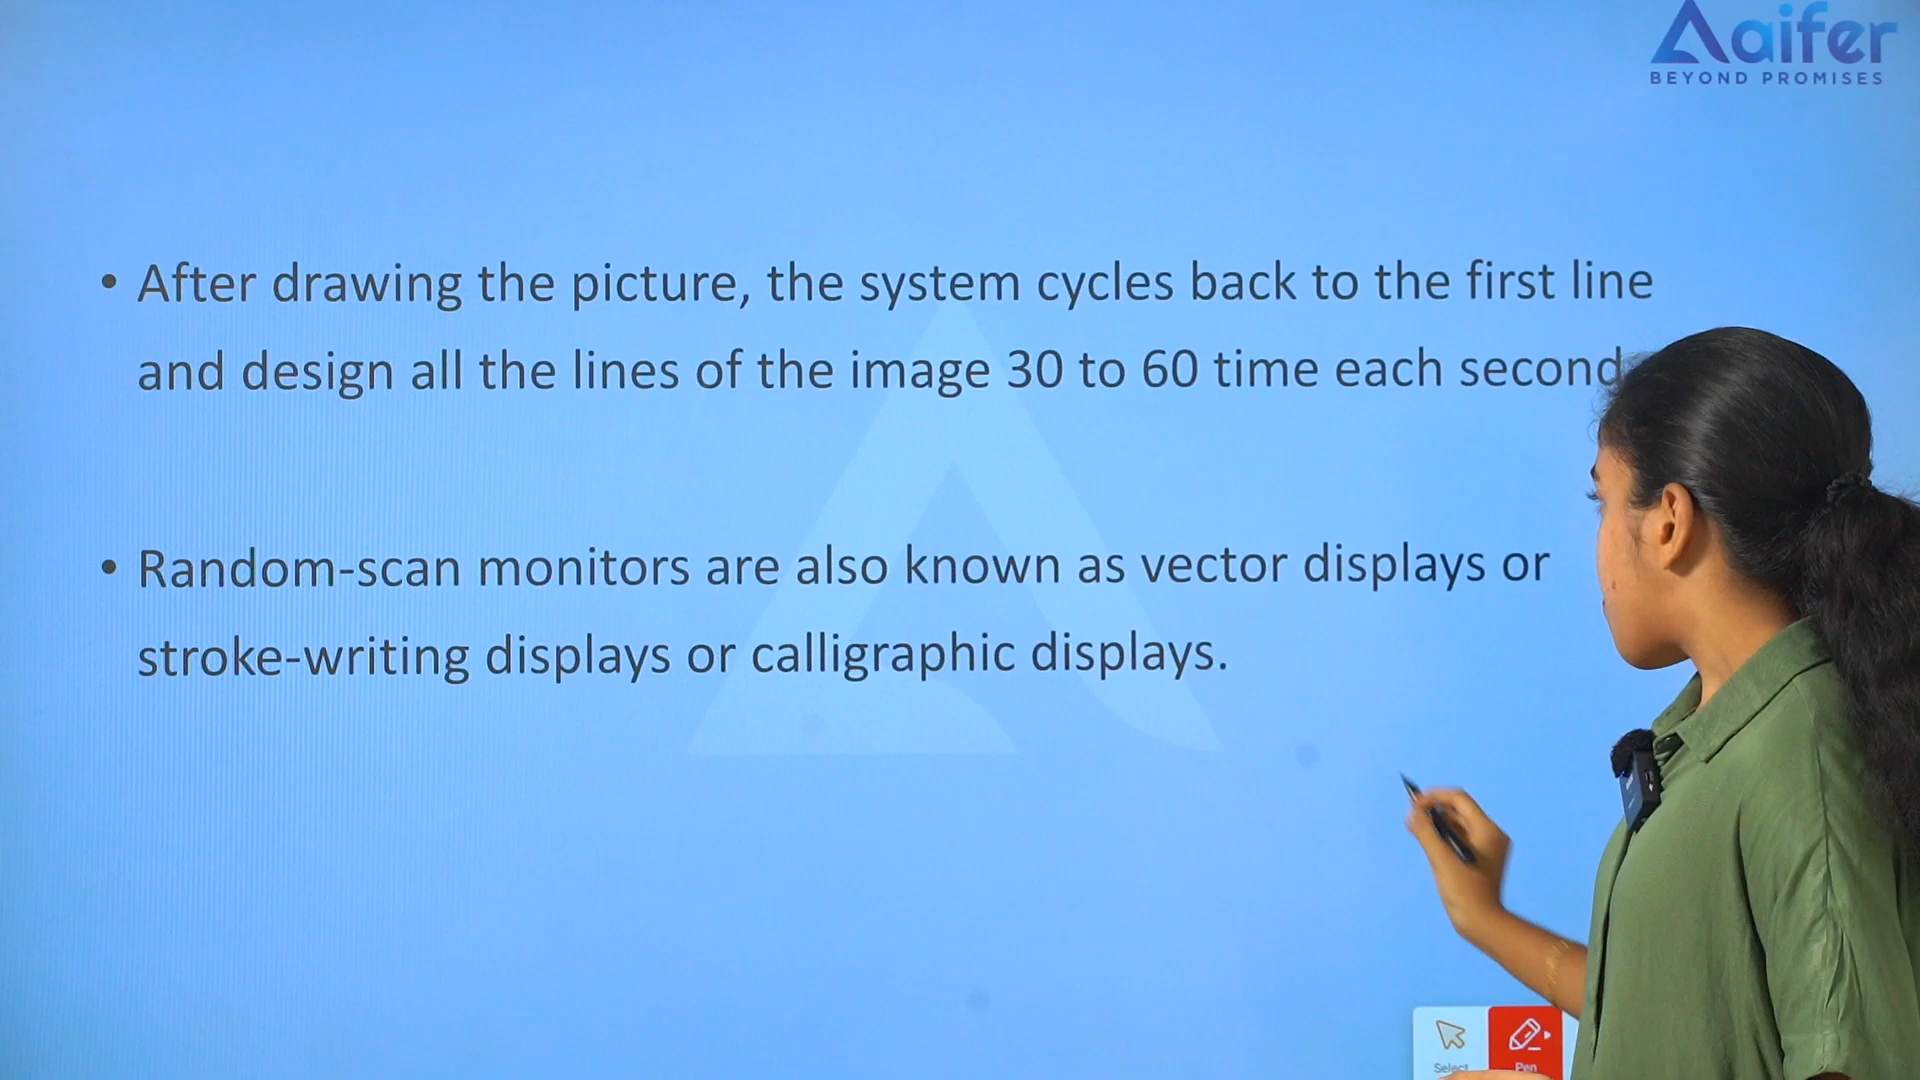 Aaifer
BEYOND PROMISES
• After drawing the picture, the system cycles back to the first line
and design all the lines of the image 30 to 60 time each second
• Random-scan monitors are also known as vector displays or
stroke-writing displays or calligraphic displays.
Select
Pen